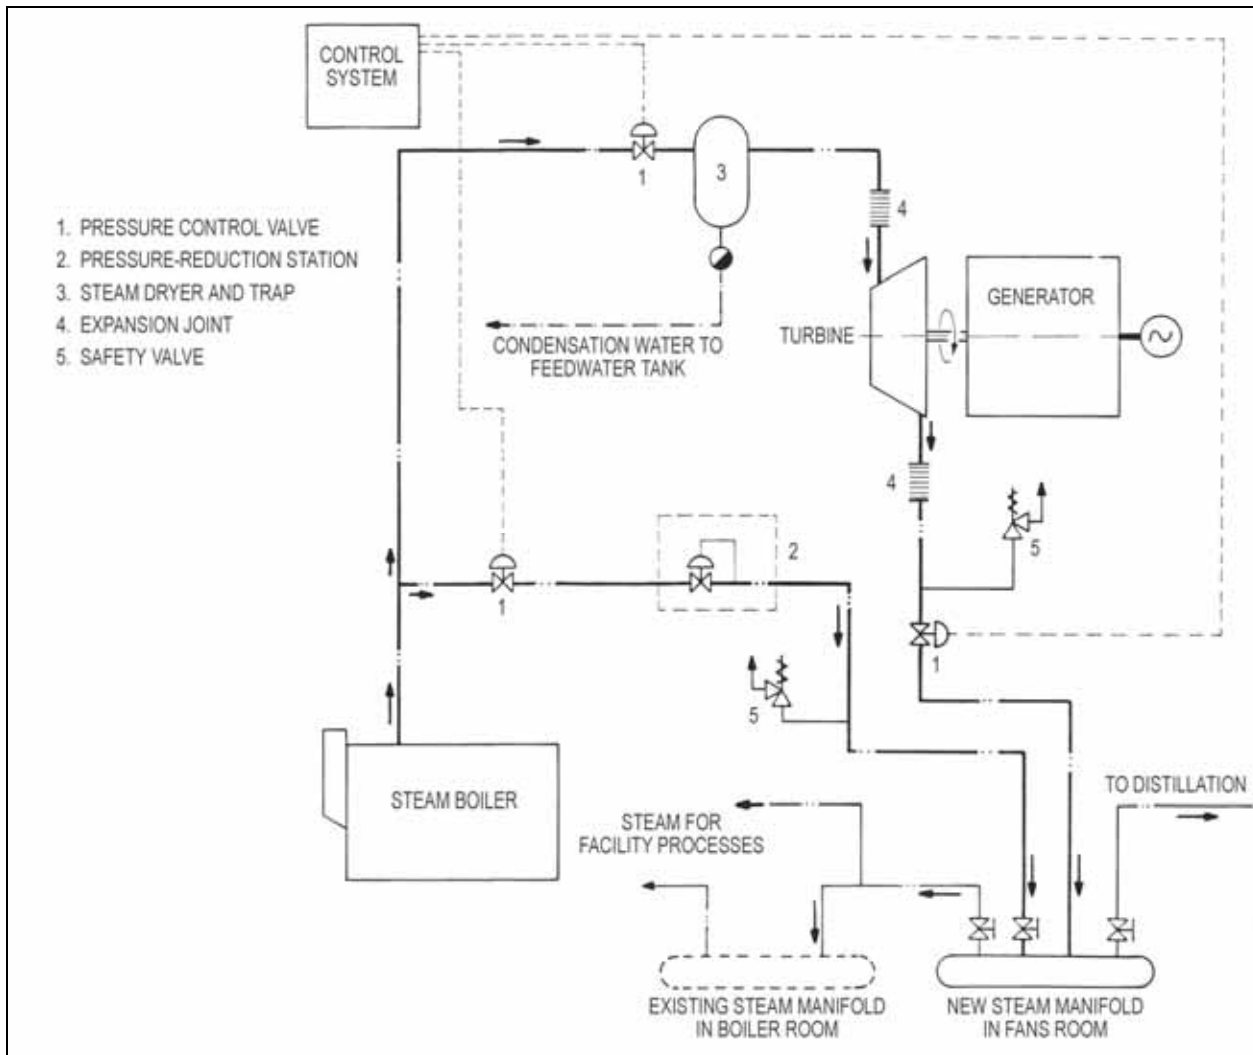 CONTROL
SYSTEM
1
3
4
1. PRESSURE CONTROL VALVE
2. PRESSURE-REDUCTION STATION
3. STEAM DRYER AND TRAP
4. EXPANSION JOINT
5. SAFETY VALVE
GENERATOR
TURBINE
CONDENSATION WATER TO
FEEDWATER TANK
4
5
2
1
1
5
STEAM BOILER
TO DISTILLATION
STEAM FOR
FACILITY PROCESSES
EXISTING STEAM MANIFOLD
IN BOILER ROOM
NEW STEAM MANIFOLD
IN FANS ROOM